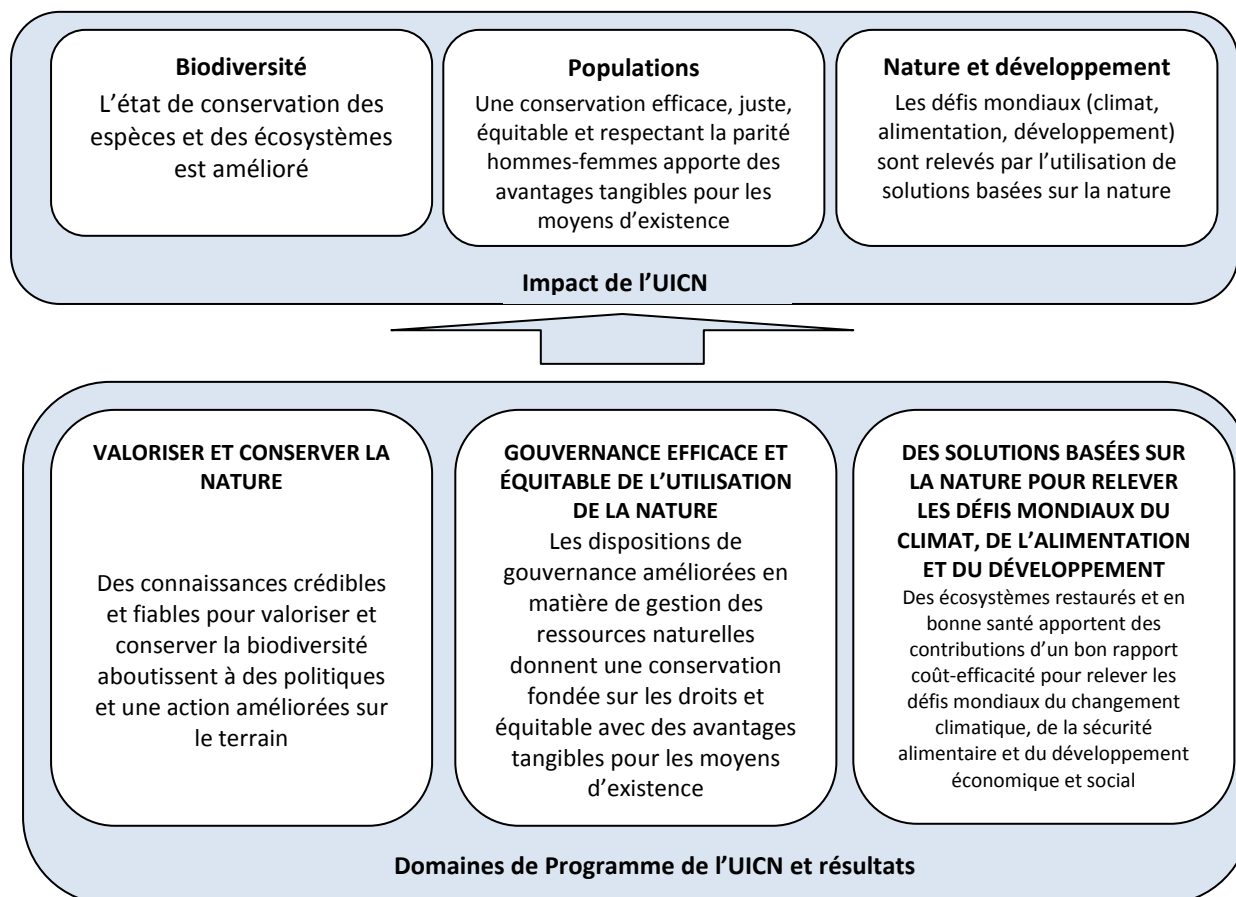 Biodiversité
L’état de conservation des
espèces et des écosystèmes
est amélioré
Populations
Une conservation efficace, juste,
équitable et respectant la parité
hommes-femmes apporte des
avantages tangibles pour les
moyens d’existence
Nature et développement
Les défis mondiaux (climat,
alimentation, développement)
sont relevés par l’utilisation de
solutions basées sur la nature
Impact de l’UICN
VALORISER ET CONSERVER LA
NATURE
Des connaissances crédibles
et fiables pour valoriser et
conserver la biodiversité
aboutissent à des politiques
et une action améliorées sur
le terrain
GOUVERNANCE EFFICACE ET
ÉQUITABLE DE L’UTILISATION
DE LA NATURE
Les dispositions de
gouvernance améliorées en
matière de gestion des
ressources naturelles
donnent une conservation
fondée sur les droits et
équitable avec des avantages
tangibles pour les moyens
d’existence
DES SOLUTIONS BASÉES SUR
LA NATURE POUR RELEVER
LES DÉFIS MONDIAUX DU
CLIMAT, DE L’ALIMENTATION
ET DU DÉVELOPPEMENT
Des écosystèmes restaurés et en
bonne santé apportent des
contributions d’un bon rapport
coût-efficacité pour relever les
défis mondiaux du changement
climatique, de la sécurité
alimentaire et du développement
économique et social
Domaines de Programme de l’UICN et résultats